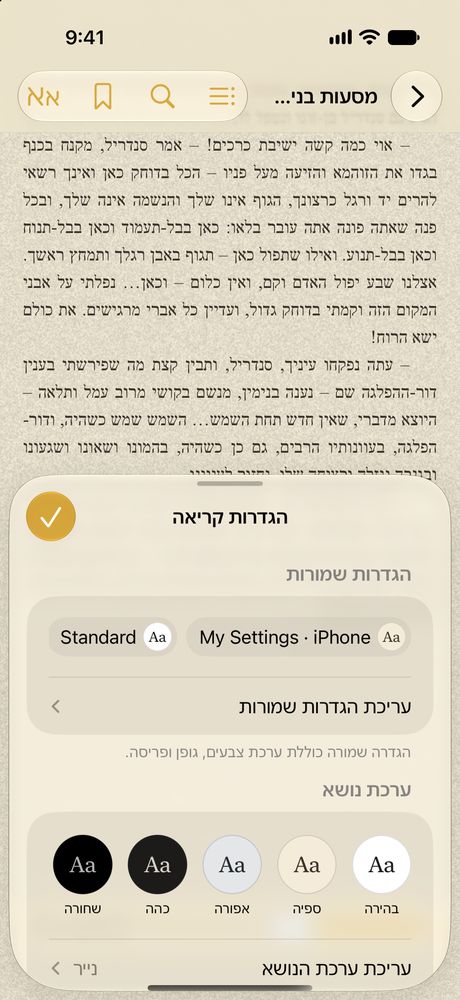 9:41
מסעות בני...
אא
– אוי כמה קשה ישיבת כרכים! – אמר סנדריל, מקנח בכנף
בגדו את הזוהמא והזיעה מעל פניו – הכל בדוחק כאן ואינך רשאי
להרים יד ורגל כרצונך, הגוף אינו שלך והנשמה אינה שלך, ובכל
פנה שאתה פונה אתה עובר בלאו: כאן בבל-תעמוד וכאן בבל-תנוח
וכאן בבל-תנוע. ואילו שתפול כאן – תגוף באבן רגלך ותמחץ ראשך.
אצלנו שבע יפול האדם וקם, ואין כלום – וכאן... נפלתי על אבני
המקום הזה וקמתי בדוחק גדול, ועדיין כל אברי מרגישים. את כולם
ישא הרוח!
– עתה נפקחו עיניך, סנדריל, ותבין קצת מה שפירשתי בענין
דור-ההפלגה שם – נענה בנימין, מנשם בקושי מרוב עמל ותלאה –
היוצא מדברי, שאין חדש תחת השמש... השמש שמש כשהיה, ודור-
הפלגה, בעוונותיו הרבים, גם כן כשהיה, בהמונו ושאונו ושגעונו
הגדרות קריאה
הגדרות שמורות
Aa My Settings · iPhone
Aa Standard
עריכת הגדרות שמורות
הגדרה שמורה כוללת ערכת צבעים, גופן ופריסה.
ערכת נושא
Aa Aa Aa Aa Aa
בהירה ספיה אפורה כהה שחורה
עריכת ערכת הנושא נייר